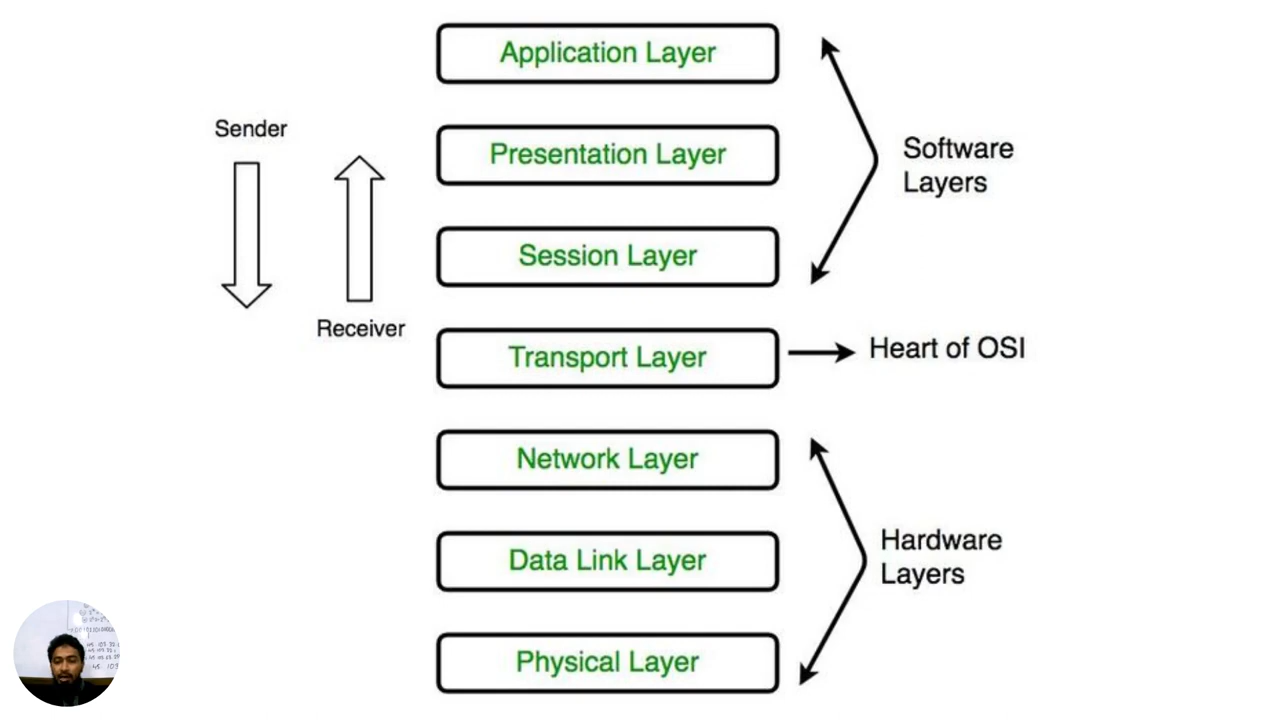 Application Layer
Sender
Presentation Layer
Software
Layers
Session Layer
Receiver
Transport Layer
Heart of OSI
Network Layer
Hardware
Layers
Data Link Layer
Physical Layer